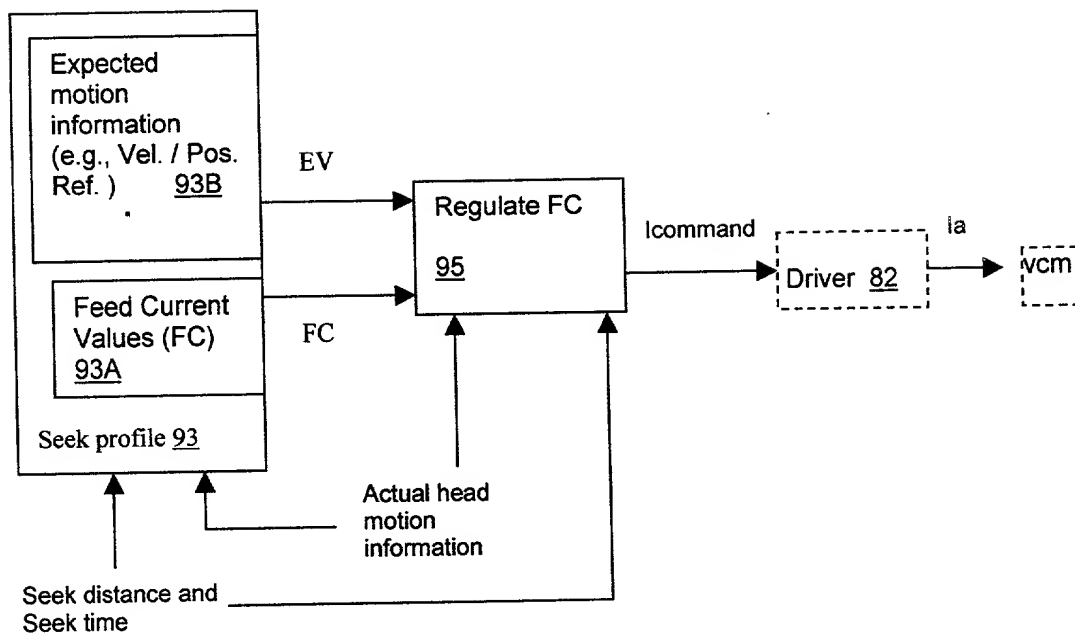 Expected
motion
information
(e.g., Vel. / Pos.
Ref. ) 93B
EV
Regulate FC
95
Icommand
Driver 82
Ia
vcm
Feed Current
Values (FC)
93A
FC
Seek profile 93
Actual head
motion
information
Seek distance and
Seek time